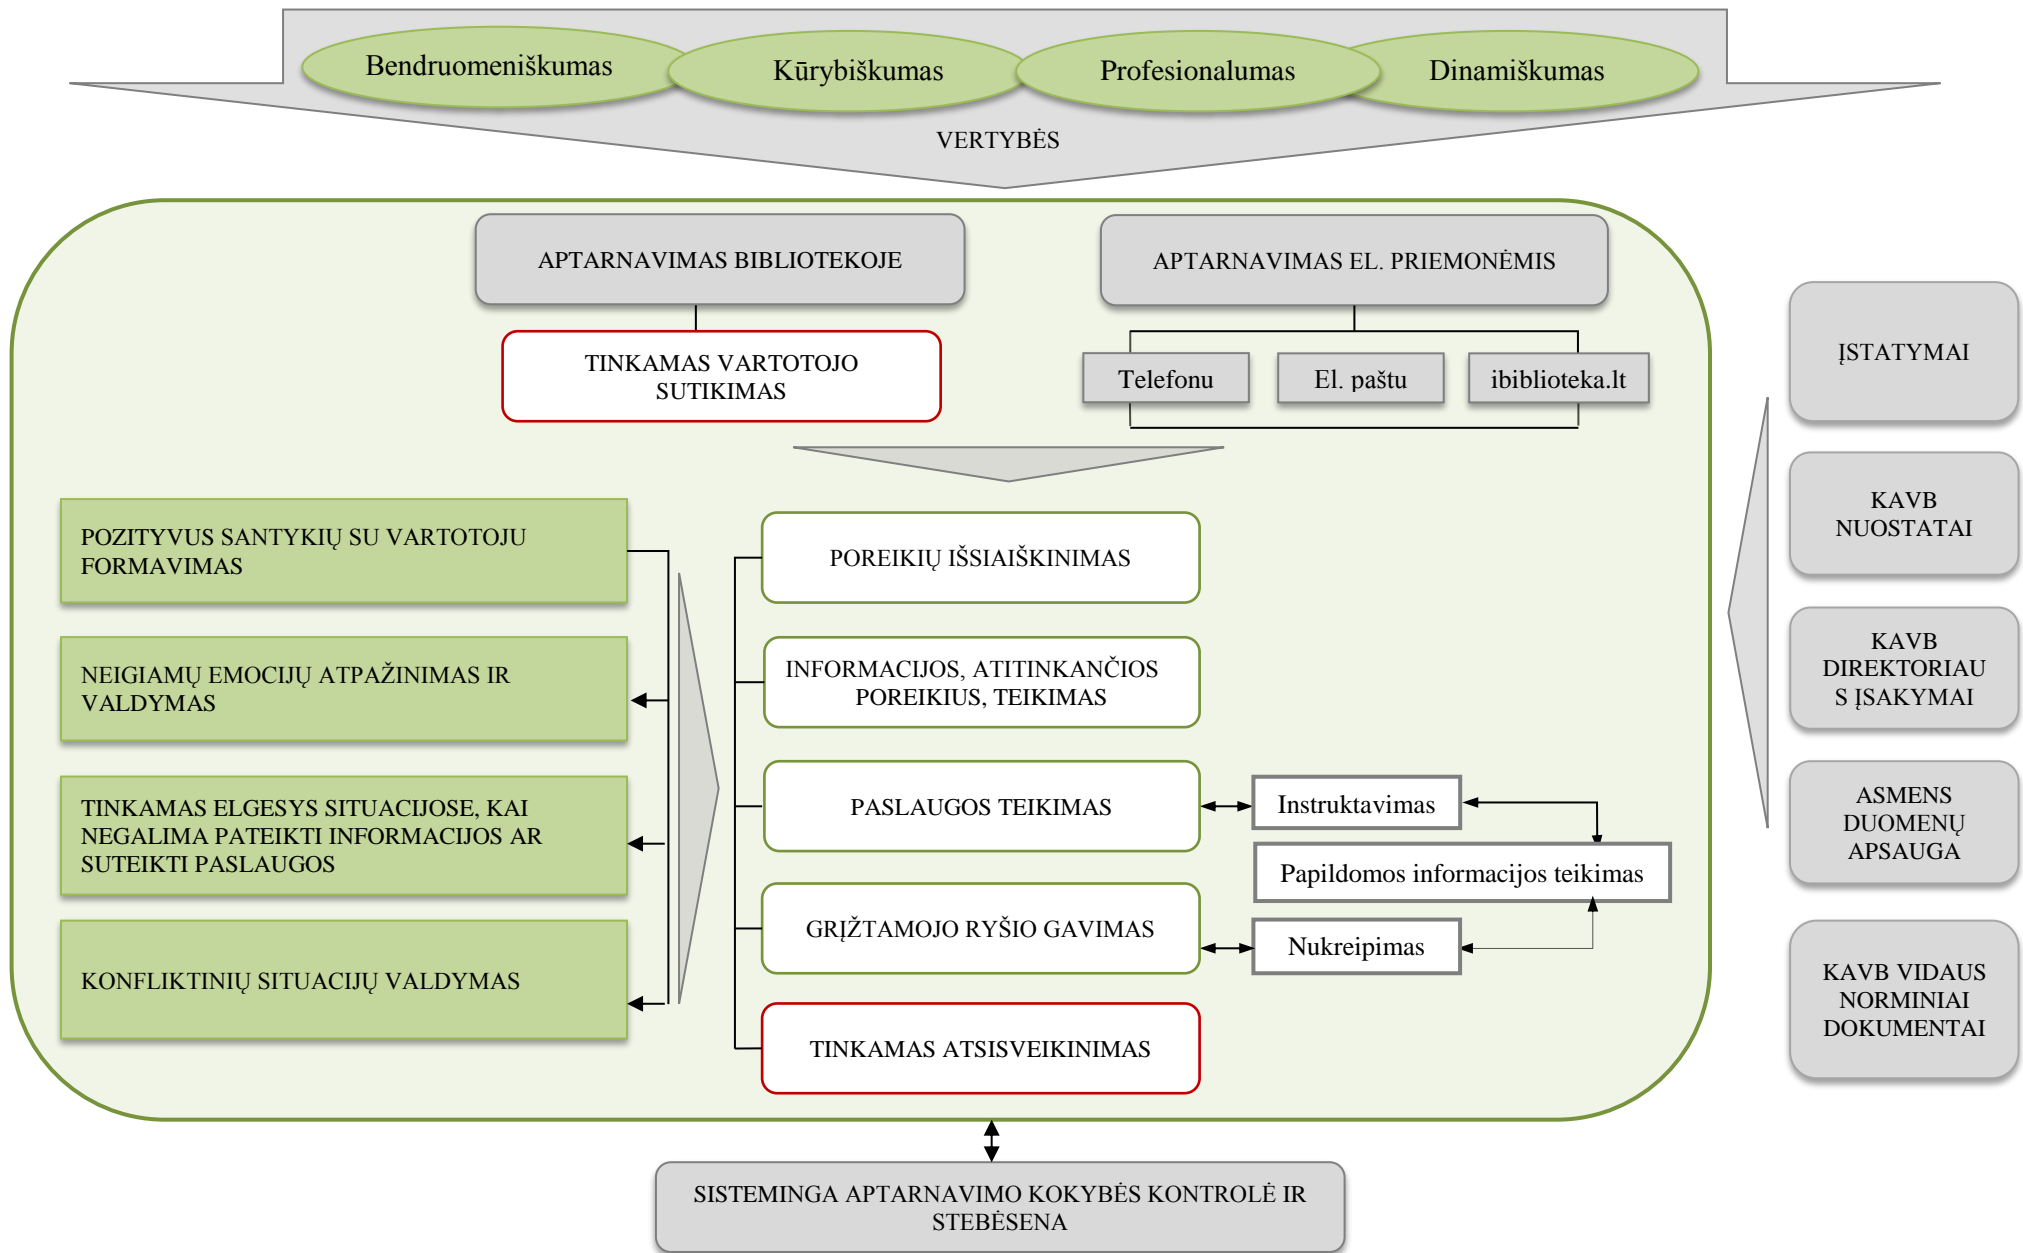 Bendruomeniškumas
Kūrybiškumas
Profesionalumas
Dinamiškumas
VERTYBĖS
APTARNAVIMAS BIBLIOTEKOJE
APTARNAVIMAS EL. PRIEMONĖMIS
TINKAMAS VARTOTOJO
SUTIKIMAS
Telefonu
El. paštu
ibiblioteka.lt
POZITYVUS SANTYKIŲ SU VARTOTOJU
FORMAVIMAS
NEIGIAMŲ EMOCIJŲ ATPAŽINIMAS IR
VALDYMAS
TINKAMAS ELGESYS SITUACIJOSE, KAI
NEGALIMA PATEIKTI INFORMACIJOS AR
SUTEIKTI PASLAUGOS
KONFLIKTINIŲ SITUACIJŲ VALDYMAS
POREIKIŲ IŠSIAIŠKINIMAS
INFORMACIJOS, ATITINKANČIOS
POREIKIUS, TEIKIMAS
PASLAUGOS TEIKIMAS
GRĮŽTAMOJO RYŠIO GAVIMAS
TINKAMAS ATSISVEIKINIMAS
Instruktavimas
Papildomos informacijos teikimas
Nukreipimas
ĮSTATYMAI
KAVB
NUOSTATAI
KAVB
DIREKTORIAU
S ĮSAKYMAI
ASMENS
DUOMENŲ
APSAUGA
KAVB VIDAUS
NORMINIAI
DOKUMENTAI
SISTEMINGA APTARNAVIMO KOKYBĖS KONTROLĖ IR
STEBĖSENA